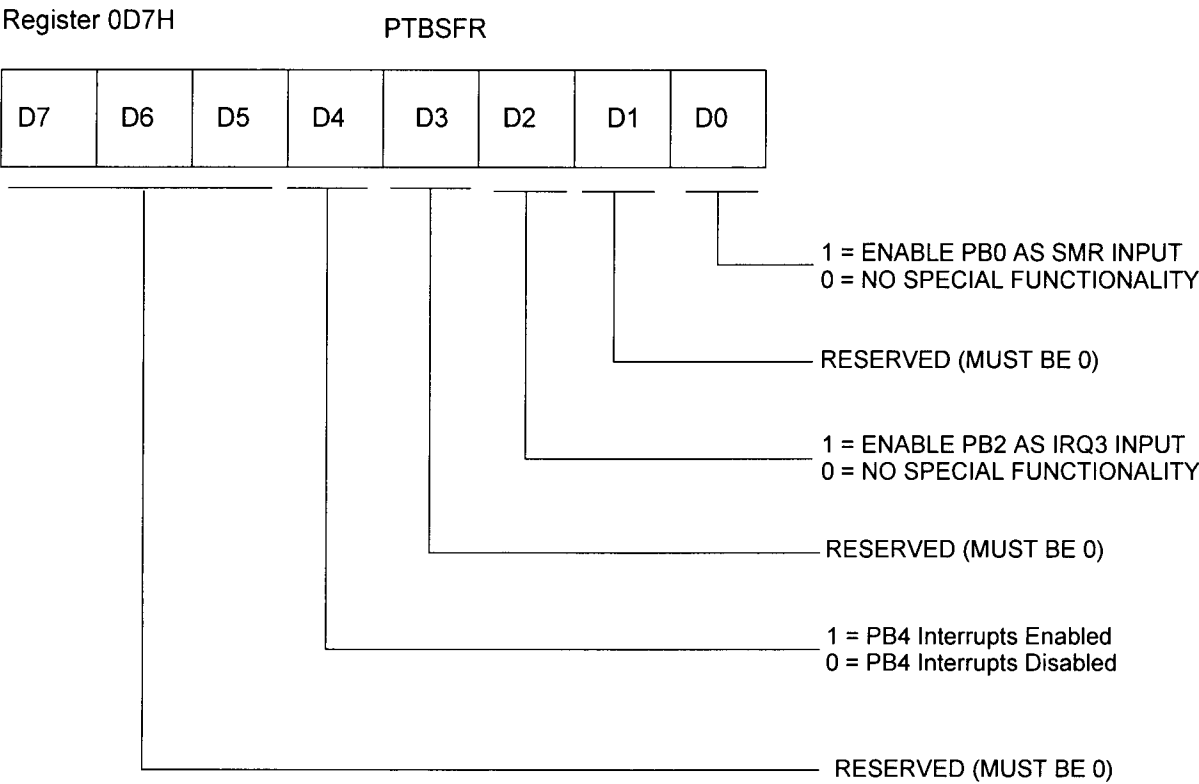 Register 0D7H
PTBSFR
D7 D6 D5 D4 D3 D2 D1 D0
1 = ENABLE PB0 AS SMR INPUT
0 = NO SPECIAL FUNCTIONALITY
RESERVED (MUST BE 0)
1 = ENABLE PB2 AS IRQ3 INPUT
0 = NO SPECIAL FUNCTIONALITY
RESERVED (MUST BE 0)
1 = PB4 Interrupts Enabled
0 = PB4 Interrupts Disabled
RESERVED (MUST BE 0)